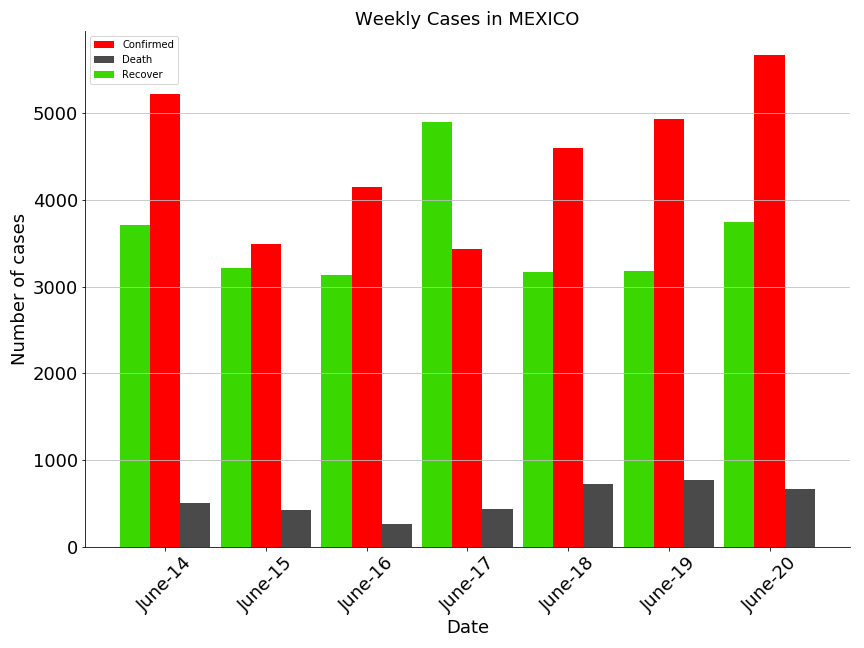 Weekly Cases in MEXICO
Confirmed
Death
Recover
Number of cases
5000
4000
3000
2000
1000
0
June-14
June-15
June-16
June-17
June-18
June-19
June-20
Date